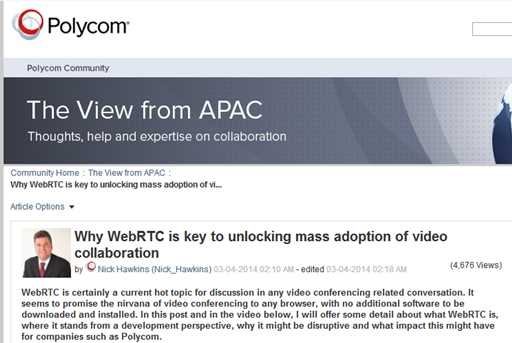 Polycom®
Polycom Community
The View from APAC
Thoughts, help and expertise on collaboration
Community Home : The View from APAC :
Why WebRTC is key to unlocking mass adoption of vi...
Article Options
Why WebRTC is key to unlocking mass adoption of video
collaboration
by Nick Hawkins (Nick_Hawkins) 03-04-2014 02:10 AM - edited 03-04-2014 02:18 AM
(4,676 Views)
WebRTC is certainly a current hot topic for discussion in any video conferencing related conversation. It
seems to promise the nirvana of video conferencing to any browser, with no additional software to be
downloaded and installed. In this post and in the video below, I will offer some detail about what WebRTC is,
where it stands from a development perspective, why it might be disruptive and what impact this might have
for companies such as Polycom.